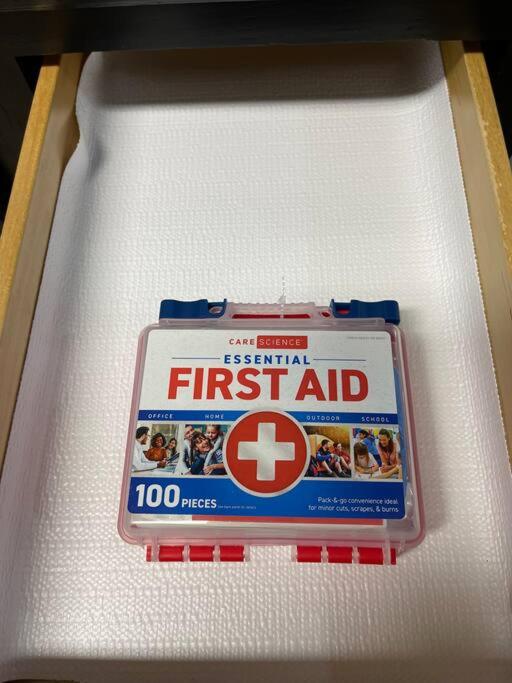 CARE SCIENCE
ESSENTIAL
FIRST AID
OFFICE HOME OUTDOOR SCHOOL
100 PIECES
Pack-&-go convenience ideal
for minor cuts, scrapes, & burns